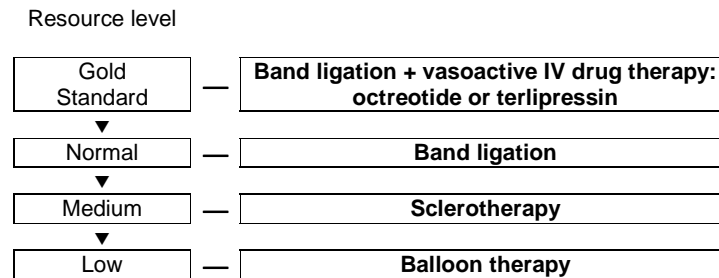 Resource level
Gold
Standard
Band ligation + vasoactive IV drug therapy:
octreotide or terlipressin
Normal
Band ligation
Medium
Sclerotherapy
Low
Balloon therapy